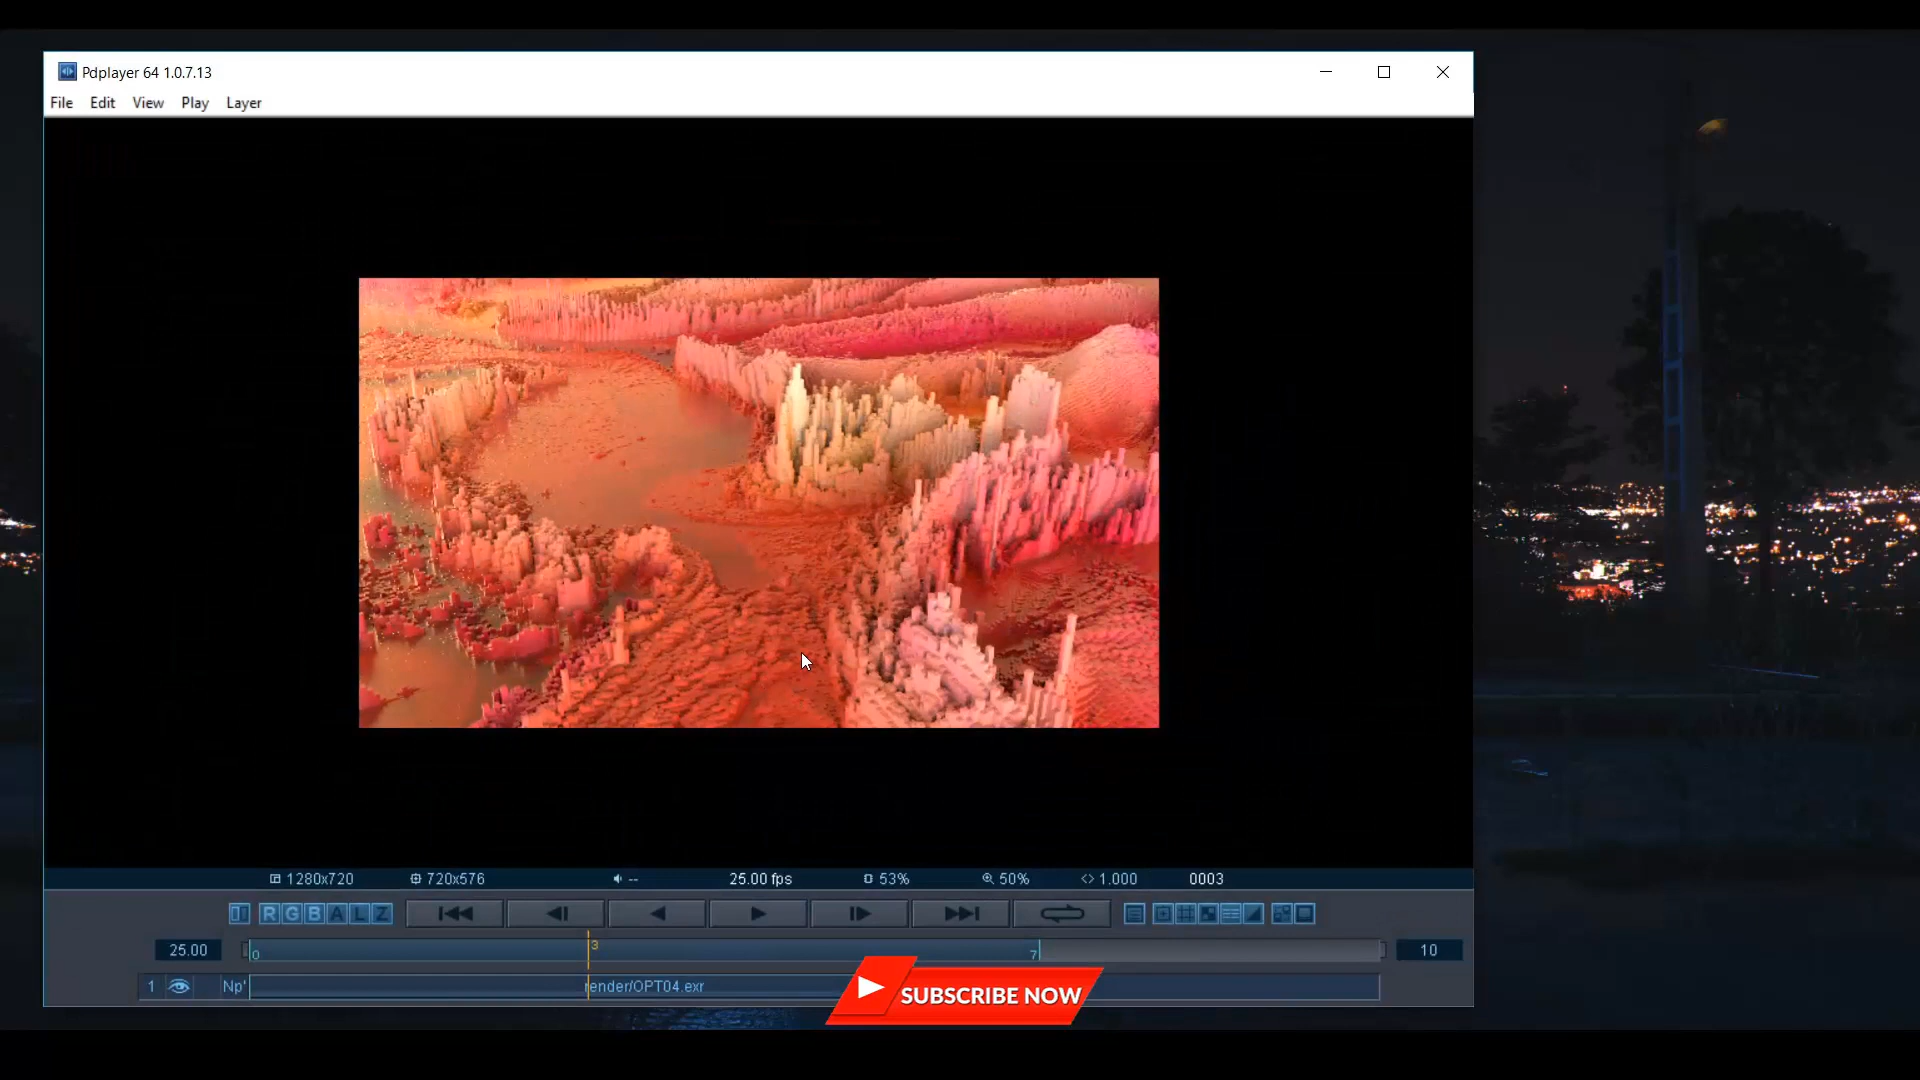 Pdplayer 64 1.0.7.13
File Edit View Play Layer
1280x720 720x576 -- 25.00 fps 53% 50% <> 1.000 0003
R G B A L Z
25.00 0 3 7 10
1 Np' render/OPT04.exr
SUBSCRIBE NOW